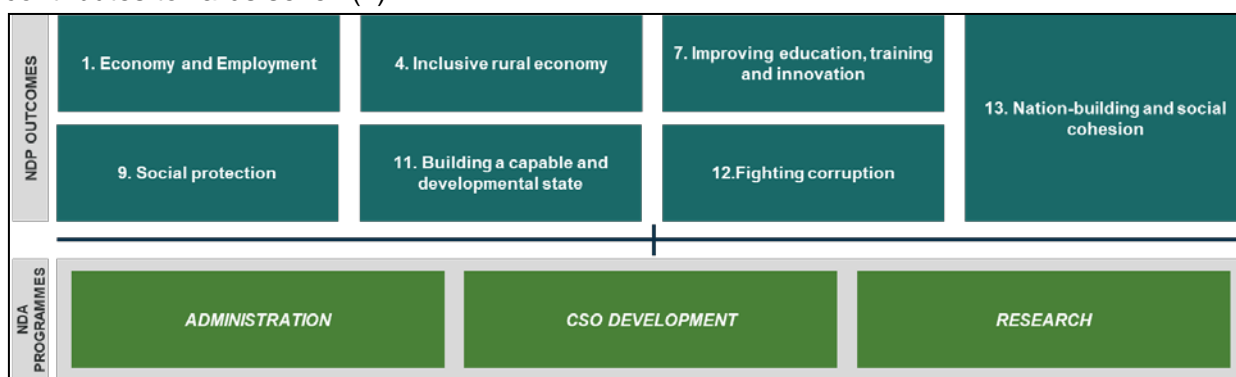 NDP OUTCOMES
1. Economy and Employment
4. Inclusive rural economy
7. Improving education, training
and innovation
13. Nation-building and social
cohesion
9. Social protection
11. Building a capable and
developmental state
12.Fighting corruption
NDA
PROGRAMMES
ADMINISTRATION
CSO DEVELOPMENT
RESEARCH